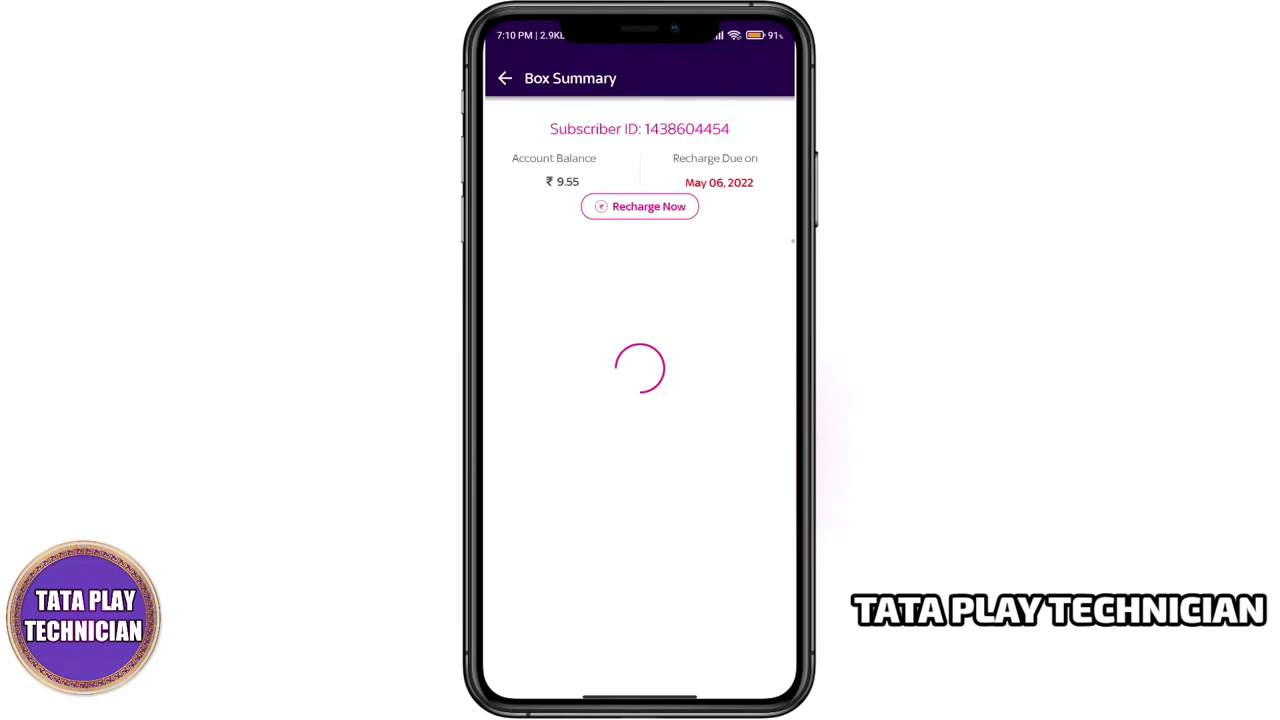 7:10 PM | 2.9KB
91%
Box Summary
Subscriber ID: 1438604454
Account Balance
Recharge Due on
₹ 9.55
May 06, 2022
₹ Recharge Now
TATA PLAY
TECHNICIAN
TATA PLAY TECHNICIAN